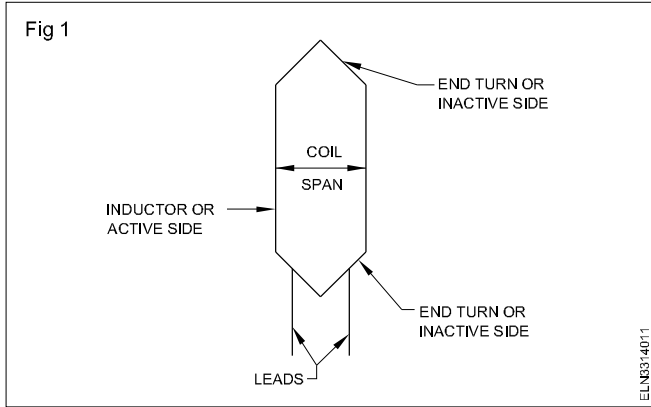 Fig 1
END TURN OR
INACTIVE SIDE
COIL
SPAN
INDUCTOR OR
ACTIVE SIDE
END TURN OR
INACTIVE SIDE
LEADS
ELN3314011